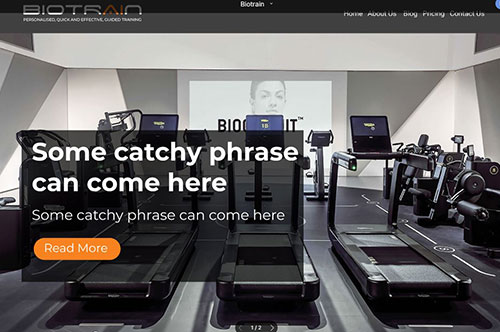 Biotrain
BIOTRAIN
PERSONALISED, QUICK AND EFFECTIVE, GUIDED TRAINING
Home About Us Blog Pricing Contact Us
Some catchy phrase
can come here
Some catchy phrase can come here
Read More
1 / 2